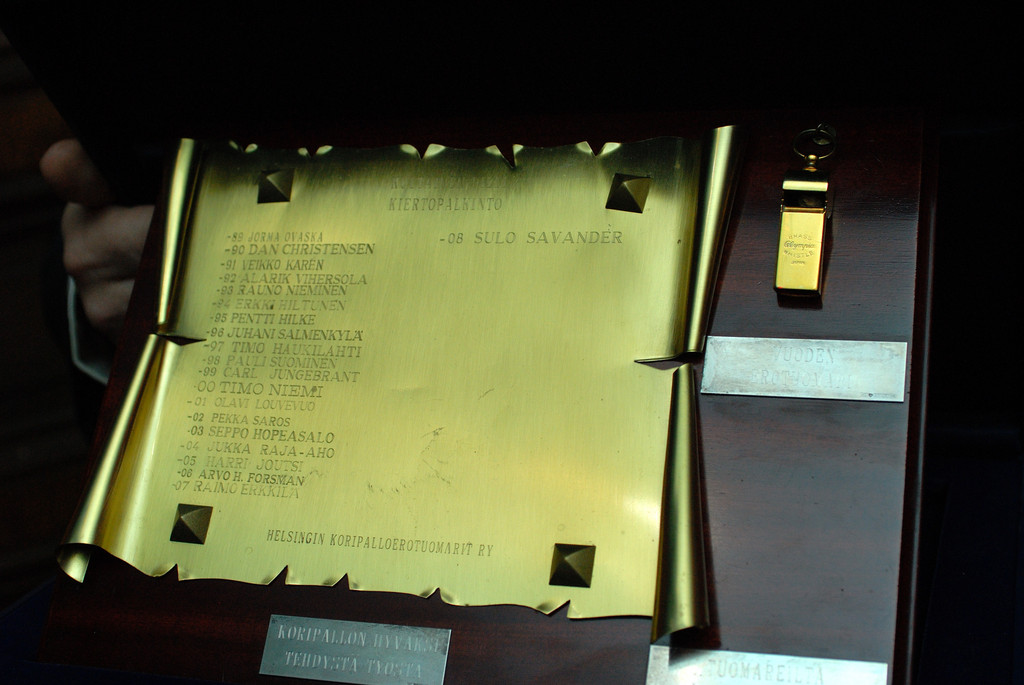 KIERTOPALKINTO
-89 JORMA OVASKA
-90 DAN CHRISTENSEN
-91 VEIKKO KAREN
-92 ALARIK VIHERSOLA
-93 RAUNO NIEMINEN
-94 ERKKI HILTUNEN
-95 PENTTI HILKE
-96 JUHANI SALMENKYLÄ
-97 TIMO HAUKILAHTI
-98 PAULI SUOMINEN
-99 CARL JUNGEBRANT
-00 TIMO NIEMI
-01 OLAVI LOUVEVUO
-02 PEKKA SAROS
-03 SEPPO HOPEASALO
-04 JUKKA RAJA-AHO
-05 HARRI JOUTSI
-06 ARVO H. FORSMAN
-07 RAIMO ERKKILÄ
-08 SULO SAVANDER
HELSINGIN KORIPALLOEROTUOMARIT RY
WHISTLE
VUODEN
KORIPALLON HYVÄKSI
TEHDYSTÄ TYÖSTÄ
TUOMAREILTA